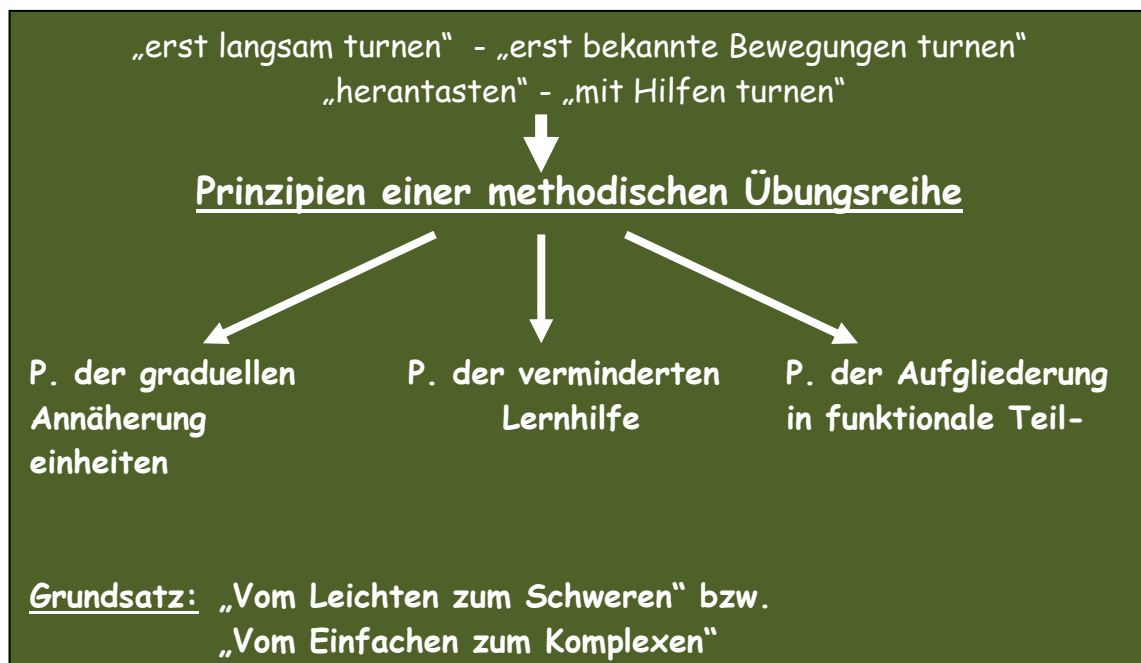 „erst langsam turnen“ - „erst bekannte Bewegungen turnen“
„herantasten“ - „mit Hilfen turnen“
Prinzipien einer methodischen Übungsreihe
P. der graduellen P. der verminderten P. der Aufgliederung
Annäherung Lernhilfe in funktionale Teil-
einheiten
Grundsatz: „Vom Leichten zum Schweren“ bzw.
„Vom Einfachen zum Komplexen“